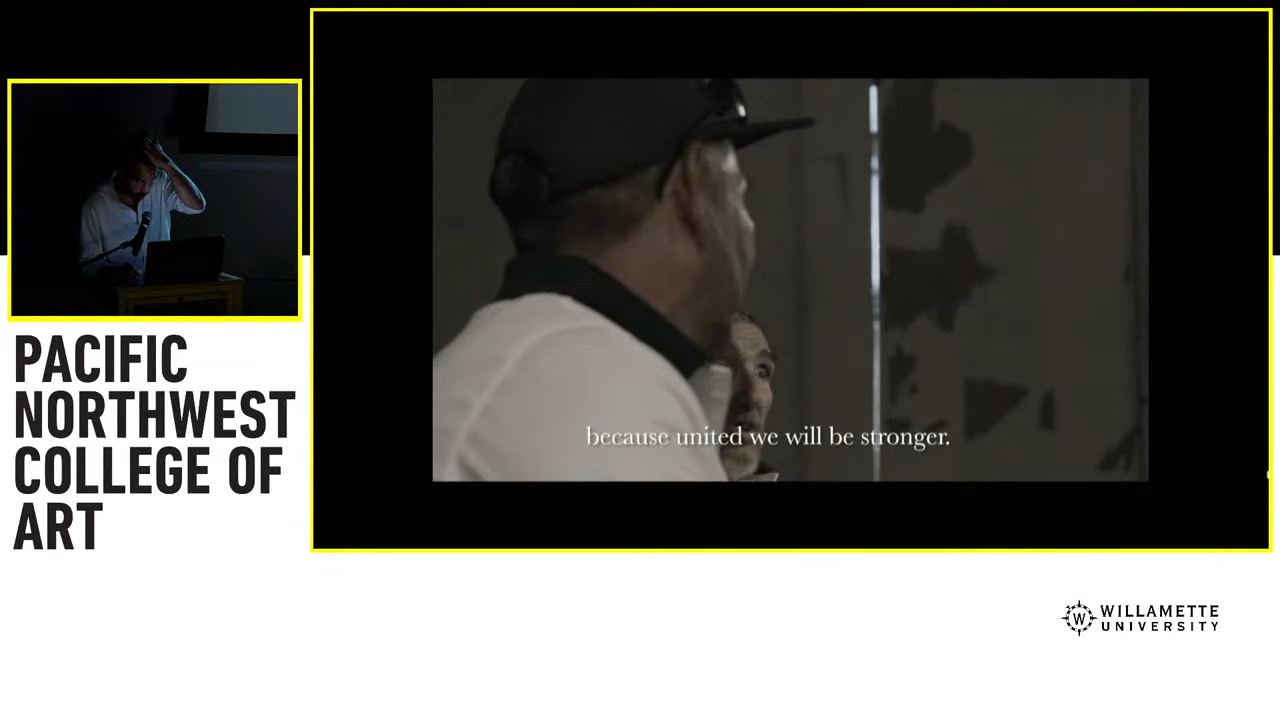 PACIFIC
NORTHWEST
COLLEGE OF
ART
because united we will be stronger.
W
WILLAMETTE
UNIVERSITY